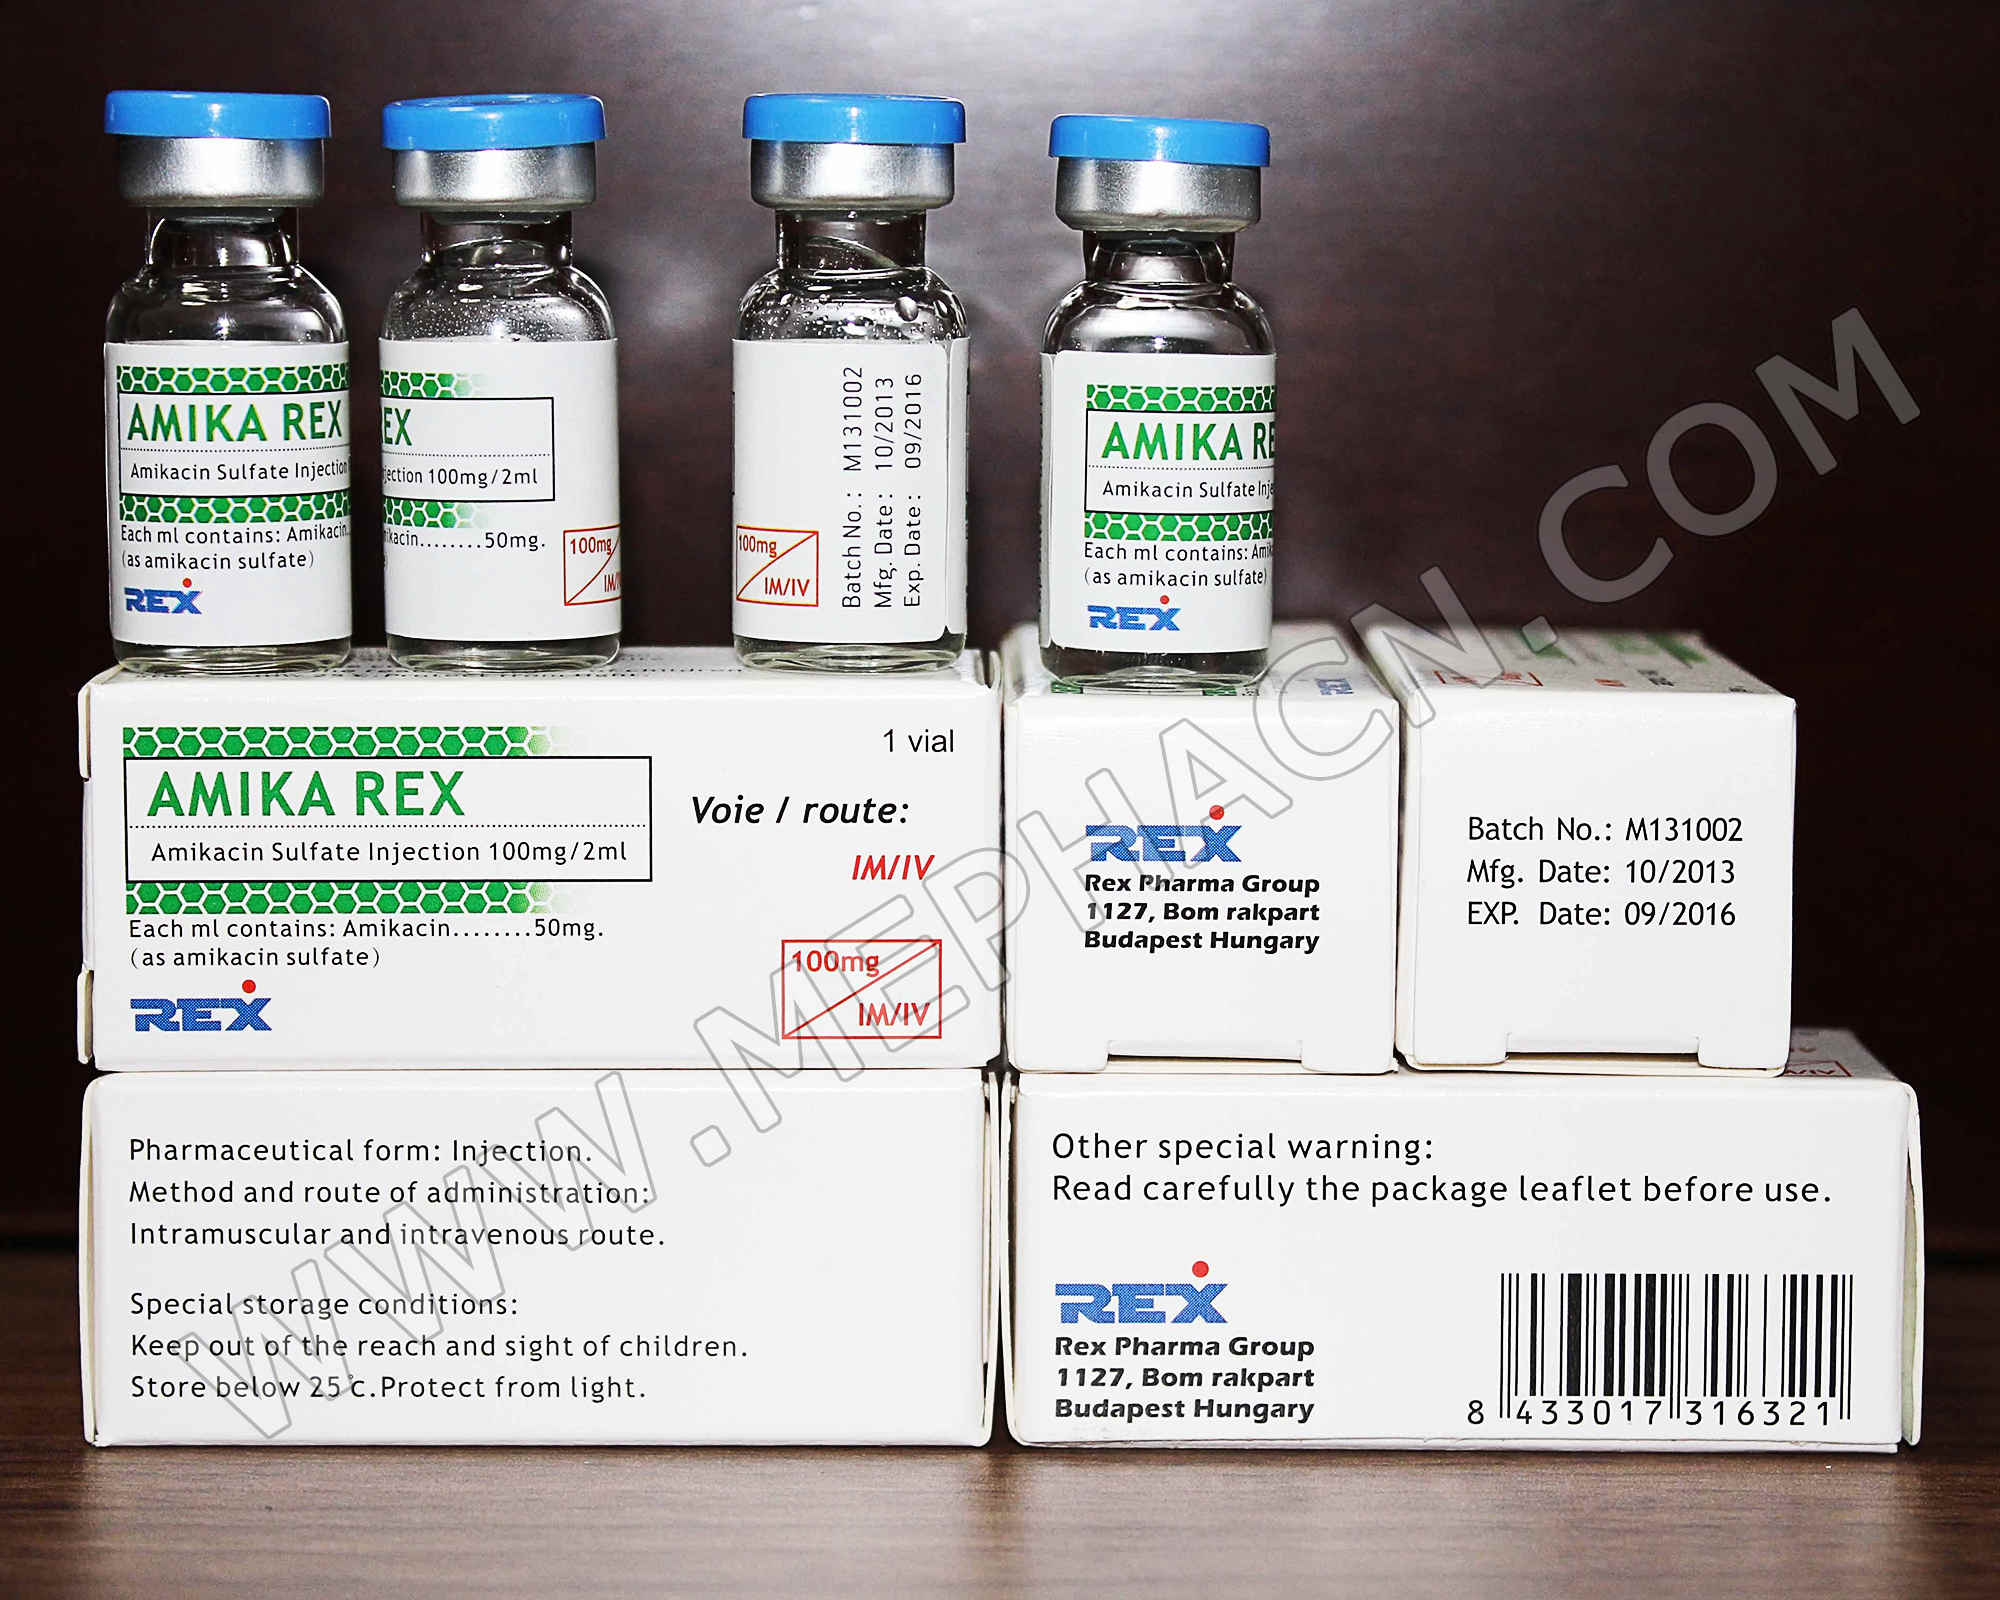 AMIKA REX
Amikacin Sulfate Injection
Each ml contains: Amikacin..
(as amikacin sulfate)
REX
EX
jection 100mg/2ml
ikacin........50mg.
100mg
IM/IV
100mg
IM/IV
Batch No.: M131002
Mfg. Date: 10/2013
Exp. Date: 09/2016
AMIKA RE
Amikacin Sulfate Inje
Each ml contains: Ami
(as amikacin sulfate)
REX
AMIKA REX
Amikacin Sulfate Injection 100mg/2ml
Each ml contains: Amikacin........50mg.
(as amikacin sulfate)
REX
1 vial
Voie / route:
IM/IV
100mg
IM/IV
REX
Rex Pharma Group
1127, Bom rakpart
Budapest Hungary
Batch No.: M131002
Mfg. Date: 10/2013
EXP. Date: 09/2016
Pharmaceutical form: Injection.
Method and route of administration:
Intramuscular and intravenous route.
Special storage conditions:
Keep out of the reach and sight of children.
Store below 25℃.Protect from light.
Other special warning:
Read carefully the package leaflet before use.
REX
Rex Pharma Group
1127, Bom rakpart
Budapest Hungary
8 433017 316321
WWW.MEPHACN.COM